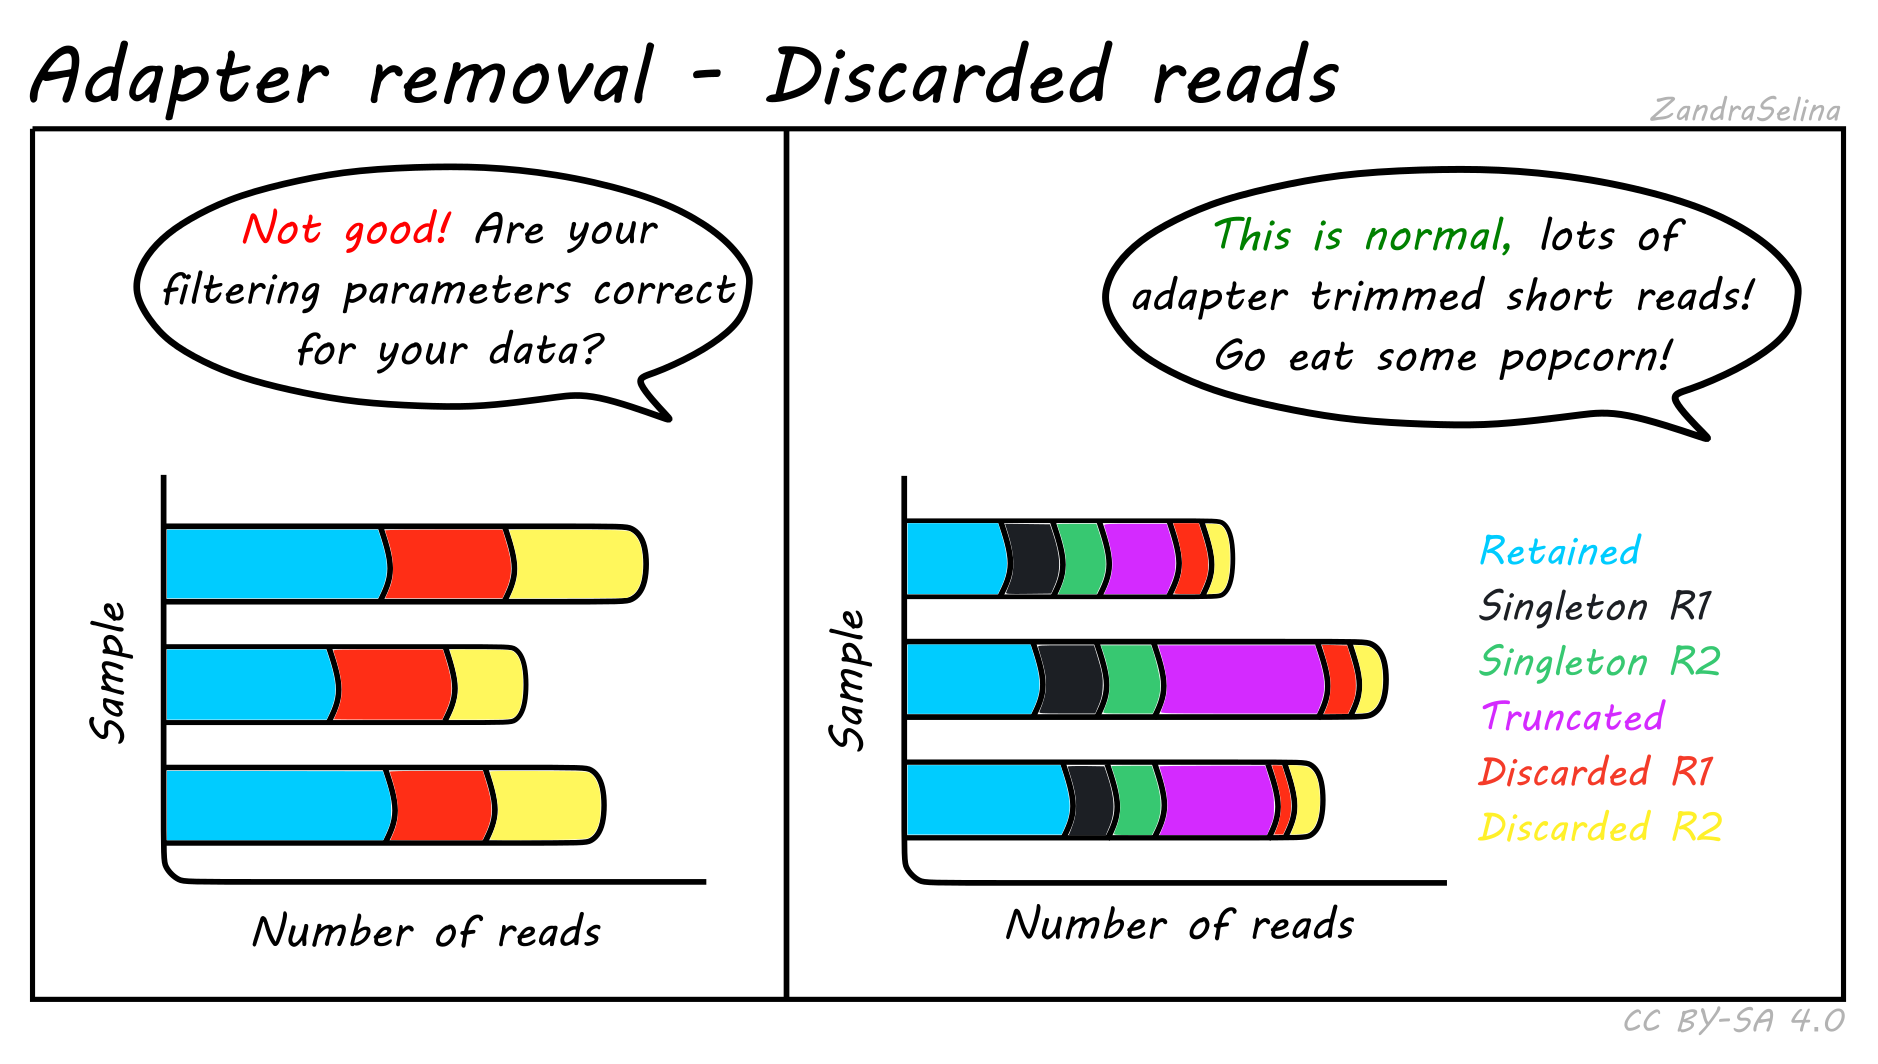 Adapter removal - Discarded reads
ZandraSelina
Not good! Are your
filtering parameters correct
for your data?
Sample
Number of reads
This is normal, lots of
adapter trimmed short reads!
Go eat some popcorn!
Sample
Number of reads
Retained
Singleton R1
Singleton R2
Truncated
Discarded R1
Discarded R2
CC BY-SA 4.0